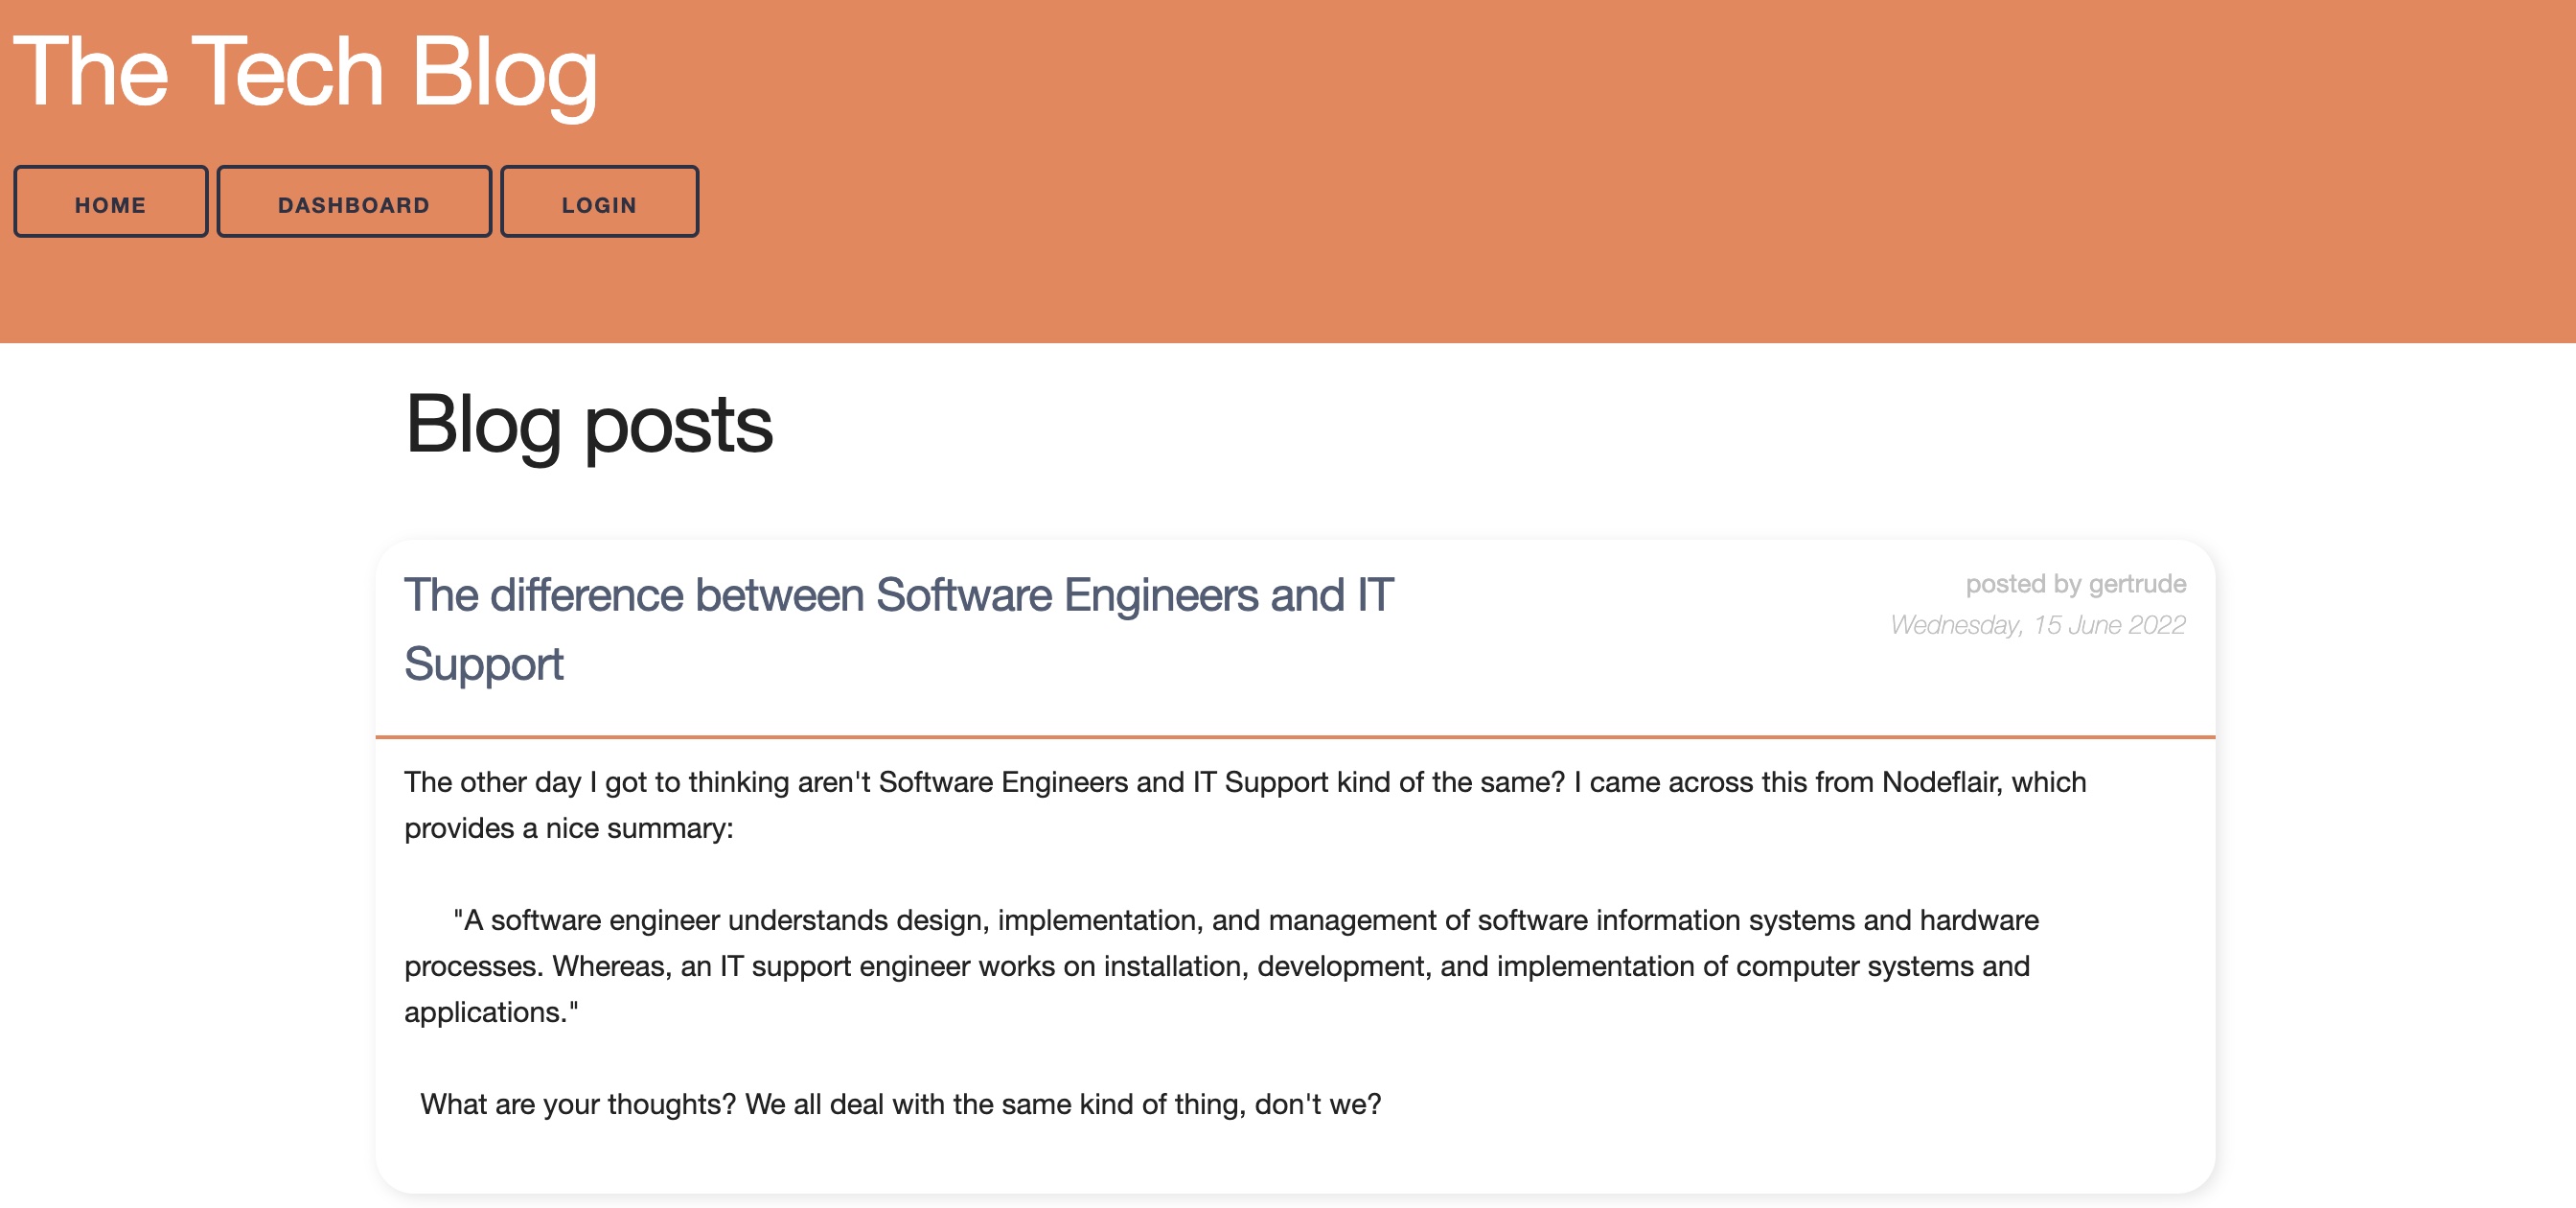 The Tech Blog
HOME DASHBOARD LOGIN
Blog posts
The difference between Software Engineers and IT
Support
posted by gertrude
Wednesday, 15 June 2022
The other day I got to thinking aren't Software Engineers and IT Support kind of the same? I came across this from Nodeflair, which
provides a nice summary:
"A software engineer understands design, implementation, and management of software information systems and hardware
processes. Whereas, an IT support engineer works on installation, development, and implementation of computer systems and
applications."
What are your thoughts? We all deal with the same kind of thing, don't we?